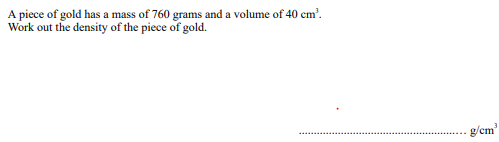 A piece of gold has a mass of 760 grams and a volume of 40 cm³.
Work out the density of the piece of gold.
.............................................................. g/cm³